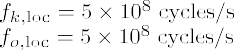 f_{k,loc} = 5 × 10^8 cycles/s
f_{o,loc} = 5 × 10^8 cycles/s